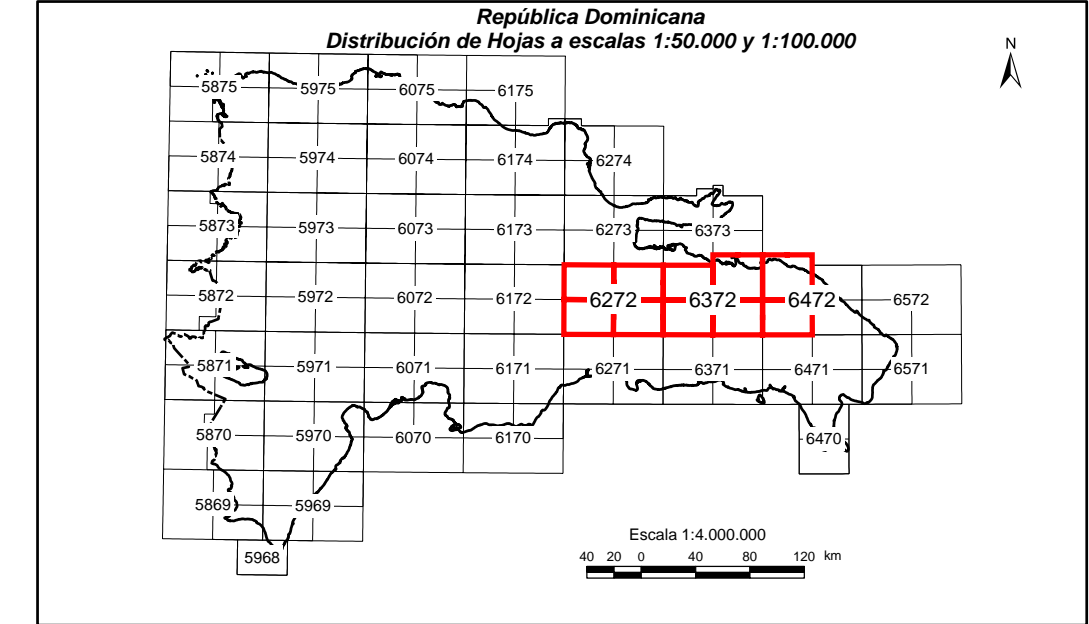 República Dominicana
Distribución de Hojas a escalas 1:50.000 y 1:100.000
N
5875 5975 6075 6175
5874 5974 6074 6174 6274
5873 5973 6073 6173 6273 6373
5872 5972 6072 6172 6272 6372 6472 6572
5871 5971 6071 6171 6271 6371 6471 6571
5870 5970 6070 6170 6470
5869 5969
5968
Escala 1:4.000.000
40 20 0 40 80 120 km